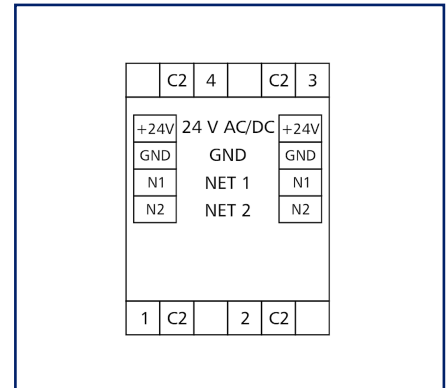 C2 4 C2 3
+24V 24 V AC/DC +24V
GND GND GND
N1 NET 1 N1
N2 NET 2 N2
1 C2 2 C2